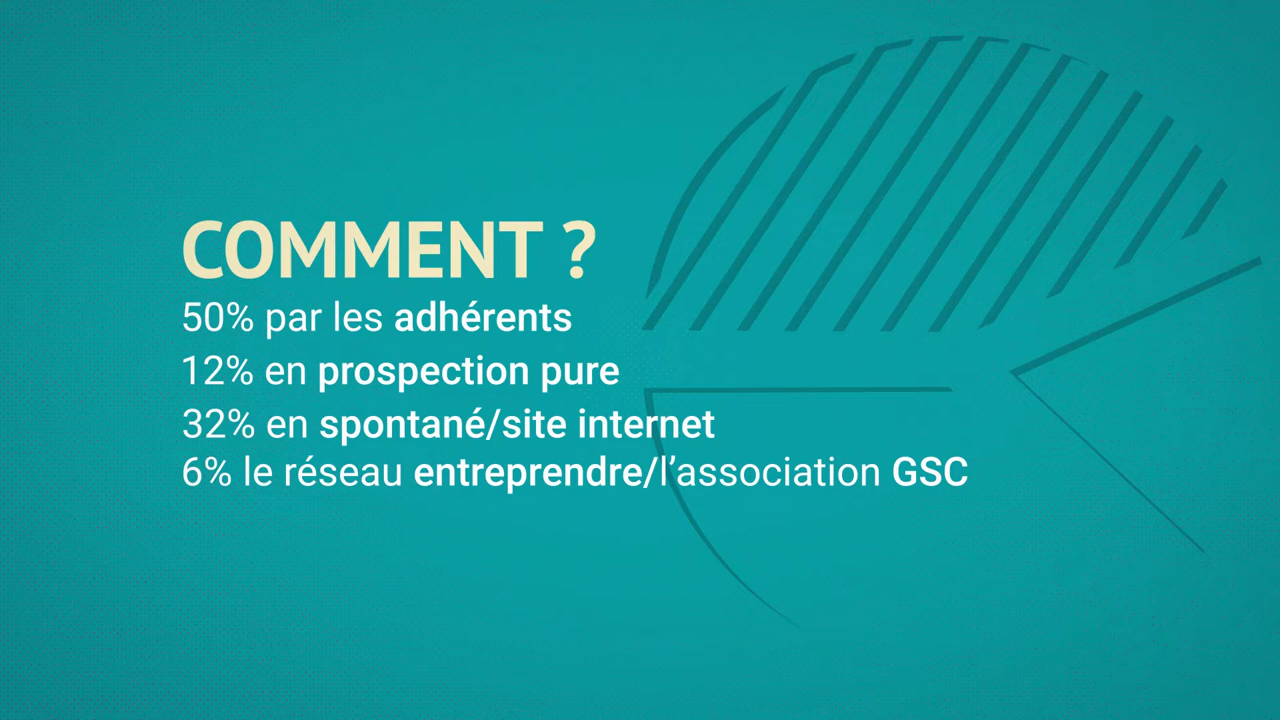 COMMENT ?
50% par les adhérents
12% en prospection pure
32% en spontané/site internet
6% le réseau entreprendre/l’association GSC